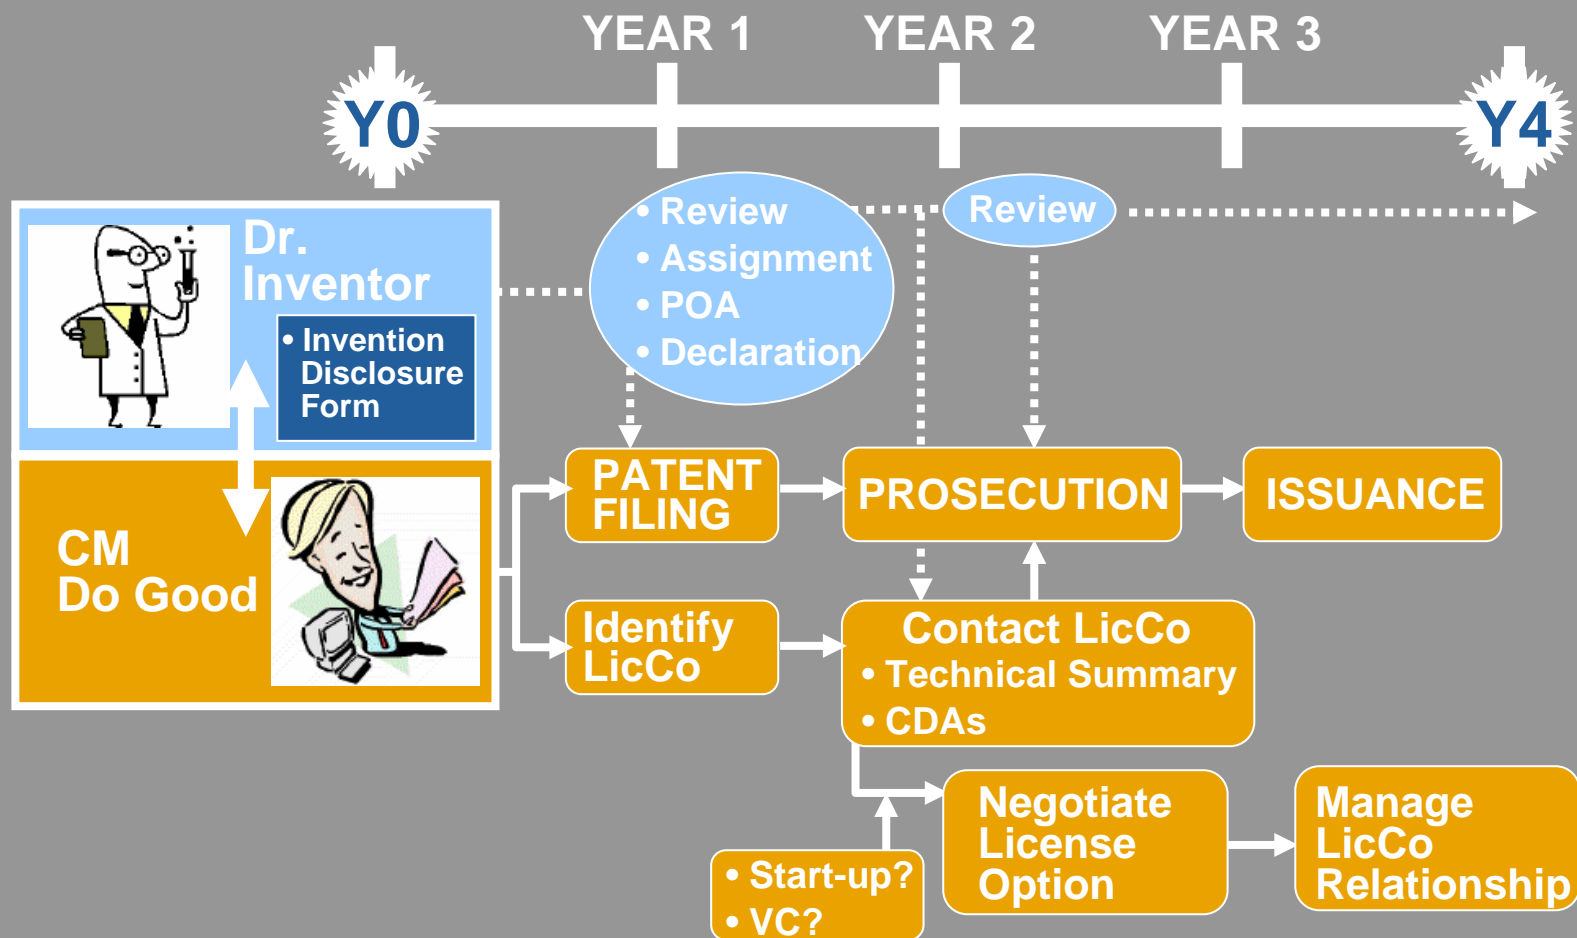 YEAR 1
YEAR 2
YEAR 3
Y0
Y4
Dr.
Inventor
• Invention
Disclosure
Form
• Review
• Assignment
• POA
• Declaration
Review
CM
Do Good
PATENT
FILING
PROSECUTION
ISSUANCE
Identify
LicCo
Contact LicCo
• Technical Summary
• CDAs
Negotiate
License
Option
Manage
LicCo
Relationship
• Start-up?
• VC?